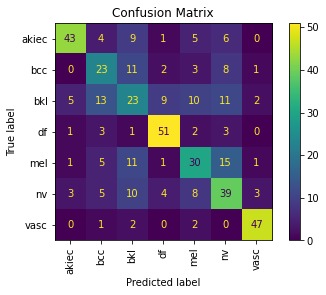 Confusion Matrix
akiec 43 4 9 1 5 6 0
bcc 0 23 11 2 3 8 1
bkl 5 13 23 9 10 11 2
df 1 3 1 51 2 3 0
mel 1 5 11 1 30 15 1
nv 3 5 10 4 8 39 3
vasc 0 1 2 0 2 0 47
akiec bcc bkl df mel nv vasc
Predicted label
True label
50
40
30
20
10
0